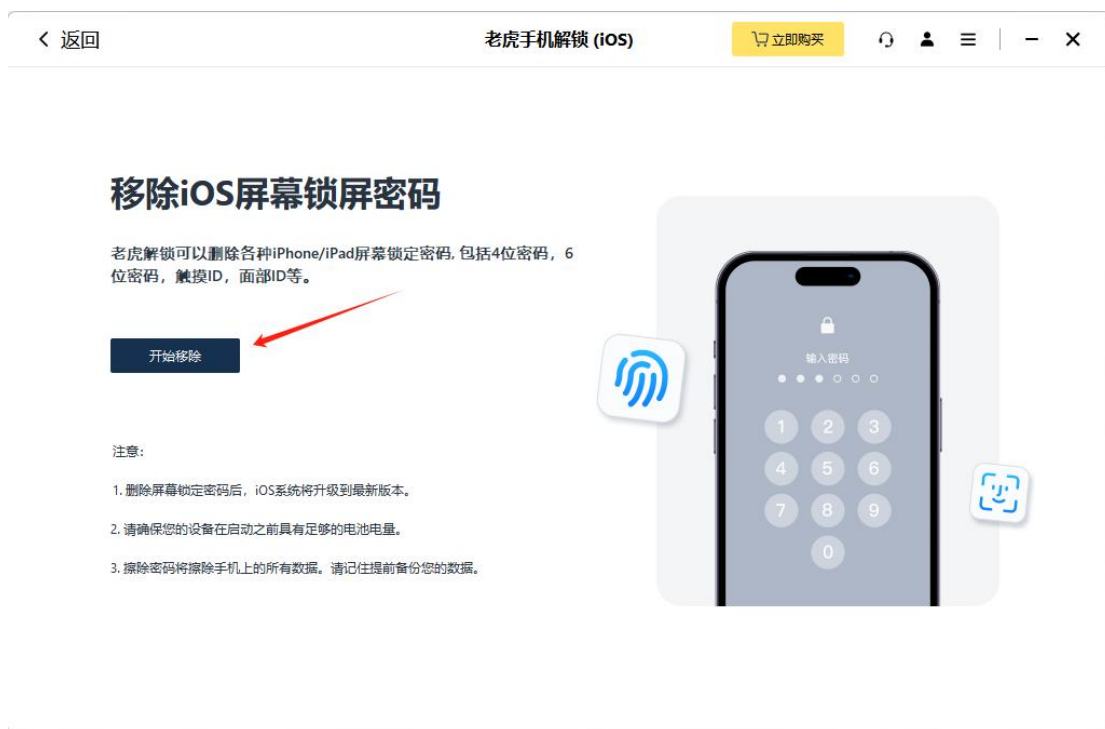 返回
老虎手机解锁 (iOS)
立即购买
移除iOS屏幕锁屏密码
老虎解锁可以删除各种iPhone/iPad屏幕锁定密码, 包括4位密码，6
位密码，触摸ID，面部ID等。
开始移除
注意：
1. 删除屏幕锁定密码后，iOS系统将升级到最新版本。
2. 请确保您的设备在启动之前具有足够的电池电量。
3. 擦除密码将擦除手机上的所有数据。请记住提前备份您的数据。
输入密码
1 2 3
4 5 6
7 8 9
0